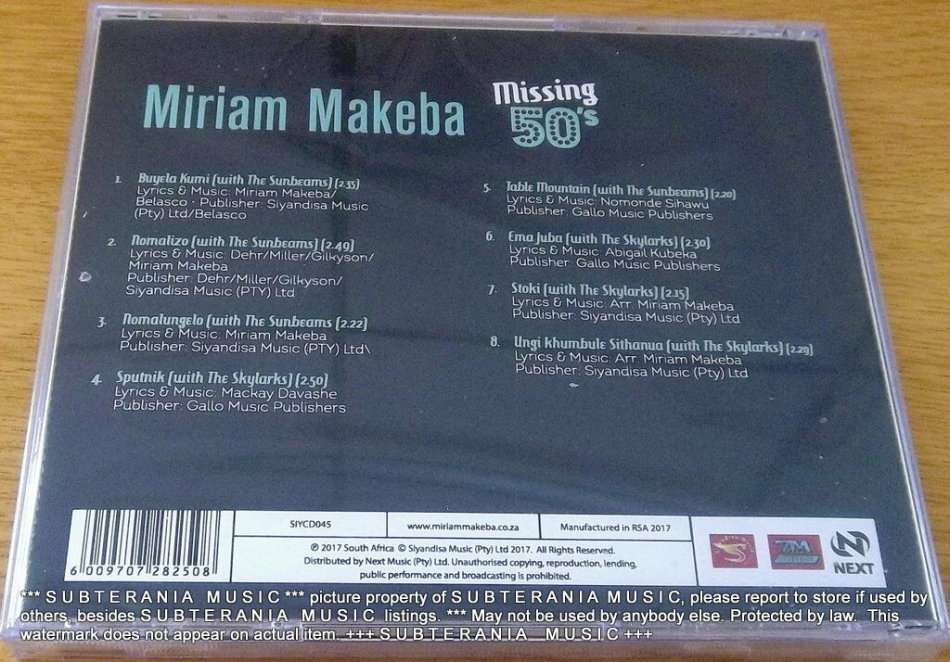 Miriam Makeba
Missing
50's
1. Buyela Kumi (with The Sunbeams) (2.35)
Lyrics & Music: Miriam Makeba/
Belasco · Publisher: Siyandisa Music
(Pty) Ltd/Belasco
2. Nomalizo (with The Sunbeams) (2.49)
Lyrics & Music: Dehr/Miller/Gilkyson/
Miriam Makeba
Publisher: Dehr/Miller/Gilkyson/
Siyandisa Music (PTY) Ltd
3. Nomalungelo (with The Sunbeams (2.22)
Lyrics & Music: Miriam Makeba
Publisher: Siyandisa Music (PTY) Ltd\
4. Sputnik (with The Skylarks) (2.50)
Lyrics & Music: Mackay Davashe
Publisher: Gallo Music Publishers
5. Table Mountain (with The Sunbeams) (2.20)
Lyrics & Music: Nomonde Sihawu
Publisher: Gallo Music Publishers
6. Ema Juba (with The Skylarks) (2.30)
Lyrics & Music: Abigail Kubeka
Publisher: Gallo Music Publishers
7. Stoki (with The Skylarks) (2.15)
Lyrics & Music: Arr. Miriam Makeba
Publisher: Siyandisa Music (Pty) Ltd
8. Ungi khumbule Sithanua (with The Skylarks) (2.29)
Lyrics & Music: Arr. Miriam Makeba
Publisher: Siyandisa Music (Pty) Ltd
6 009707 282508
SIYCD045
www.miriammakeba.co.za
Manufactured in RSA 2017
℗ 2017 South Africa © Siyandisa Music (Pty) Ltd 2017. All Rights Reserved.
Distributed by Next Music (Pty) Ltd. Unauthorised copying, reproduction, lending,
public performance and broadcasting is prohibited.
NEXT
*** SUBTERANIA MUSIC *** picture property of SUBTERANIA MUSIC, please report to store if used by
others, besides SUBTERANIA MUSIC listings. *** May not be used by anybody else. Protected by law. This
watermark does not appear on actual item. +++ SUBTERANIA MUSIC +++